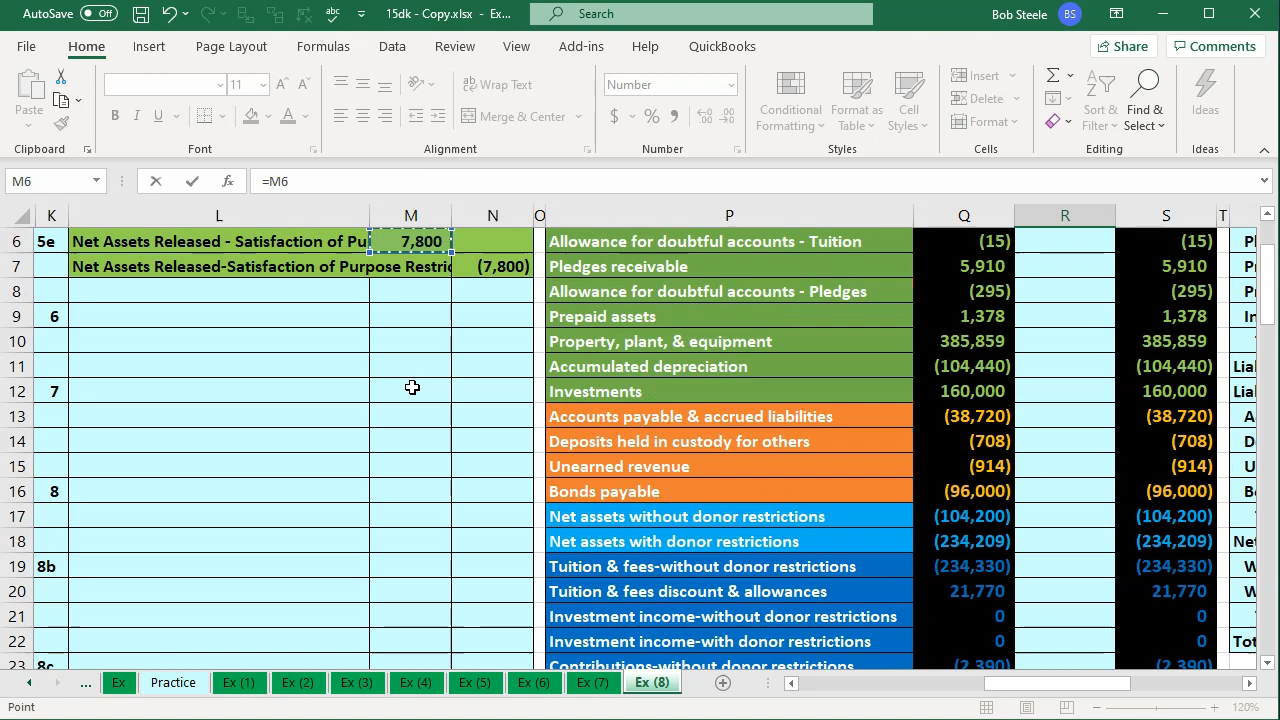 AutoSave Off 15dk - Copy.xlsx - Ex... Search Bob Steele BS
File Home Insert Page Layout Formulas Data Review View Add-ins Help QuickBooks Share Comments
Paste 11 Wrap Text Number Conditional Formatting Format as Table Cell Styles Insert Sort & Filter Find & Select Ideas
B I U Merge & Center $ % Delete
Format
Clipboard Font Alignment Number Styles Cells Editing Ideas
M6 fx =M6
K L M N O P Q R S T
6 5e Net Assets Released - Satisfaction of Pu 7,800 Allowance for doubtful accounts - Tuition (15) (15) Pl
7 Net Assets Released-Satisfaction of Purpose Restric (7,800) Pledges receivable 5,910 5,910 Pr
8 Allowance for doubtful accounts - Pledges (295) (295) Pr
9 6 Prepaid assets 1,378 1,378 In
10 Property, plant, & equipment 385,859 385,859
11 Accumulated depreciation (104,440) (104,440) Lial
12 7 Investments 160,000 160,000 Lial
13 Accounts payable & accrued liabilities (38,720) (38,720) A
14 Deposits held in custody for others (708) (708) D
15 Unearned revenue (914) (914) U
16 8 Bonds payable (96,000) (96,000) B
17 Net assets without donor restrictions (104,200) (104,200)
18 Net assets with donor restrictions (234,209) (234,209) Net
19 8b Tuition & fees-without donor restrictions (234,330) (234,330) W
20 Tuition & fees discount & allowances 21,770 21,770 W
21 Investment income-without donor restrictions 0 0
22 Investment income-with donor restrictions 0 0 Tot
23 8c Contributions-without donor restrictions (2,390) (2,390)
... Ex Practice Ex (1) Ex (2) Ex (3) Ex (4) Ex (5) Ex (6) Ex (7) Ex (8)
Point 120%